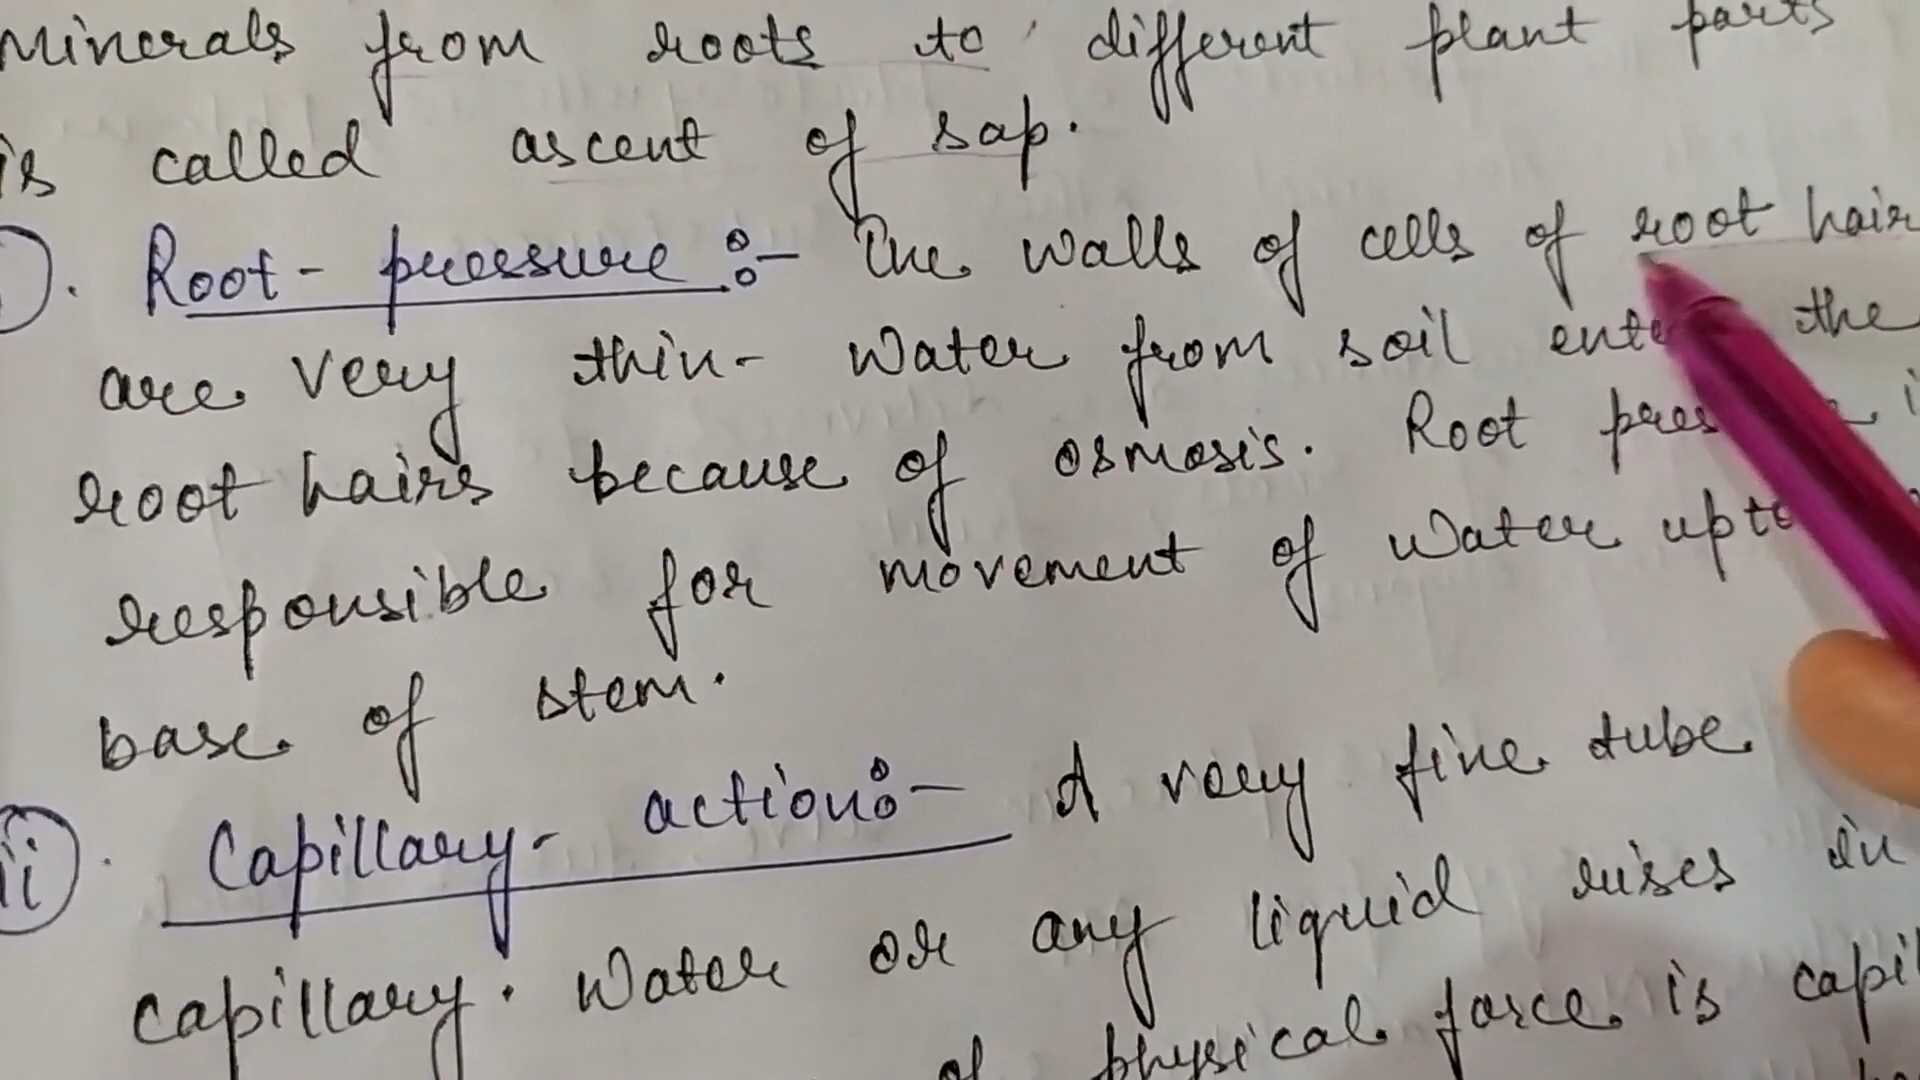 Minerals from roots to different plant parts
is called ascent of sap.
Root-pressure :- The walls of cells of root hair
are very thin- Water from soil the
root hairs because of osmosis. Root
responsible for movement of water upto
base of stem.
ii. Capillary-action :- A very fine tube
capillary. Water or any liquid rises in
of physical force is